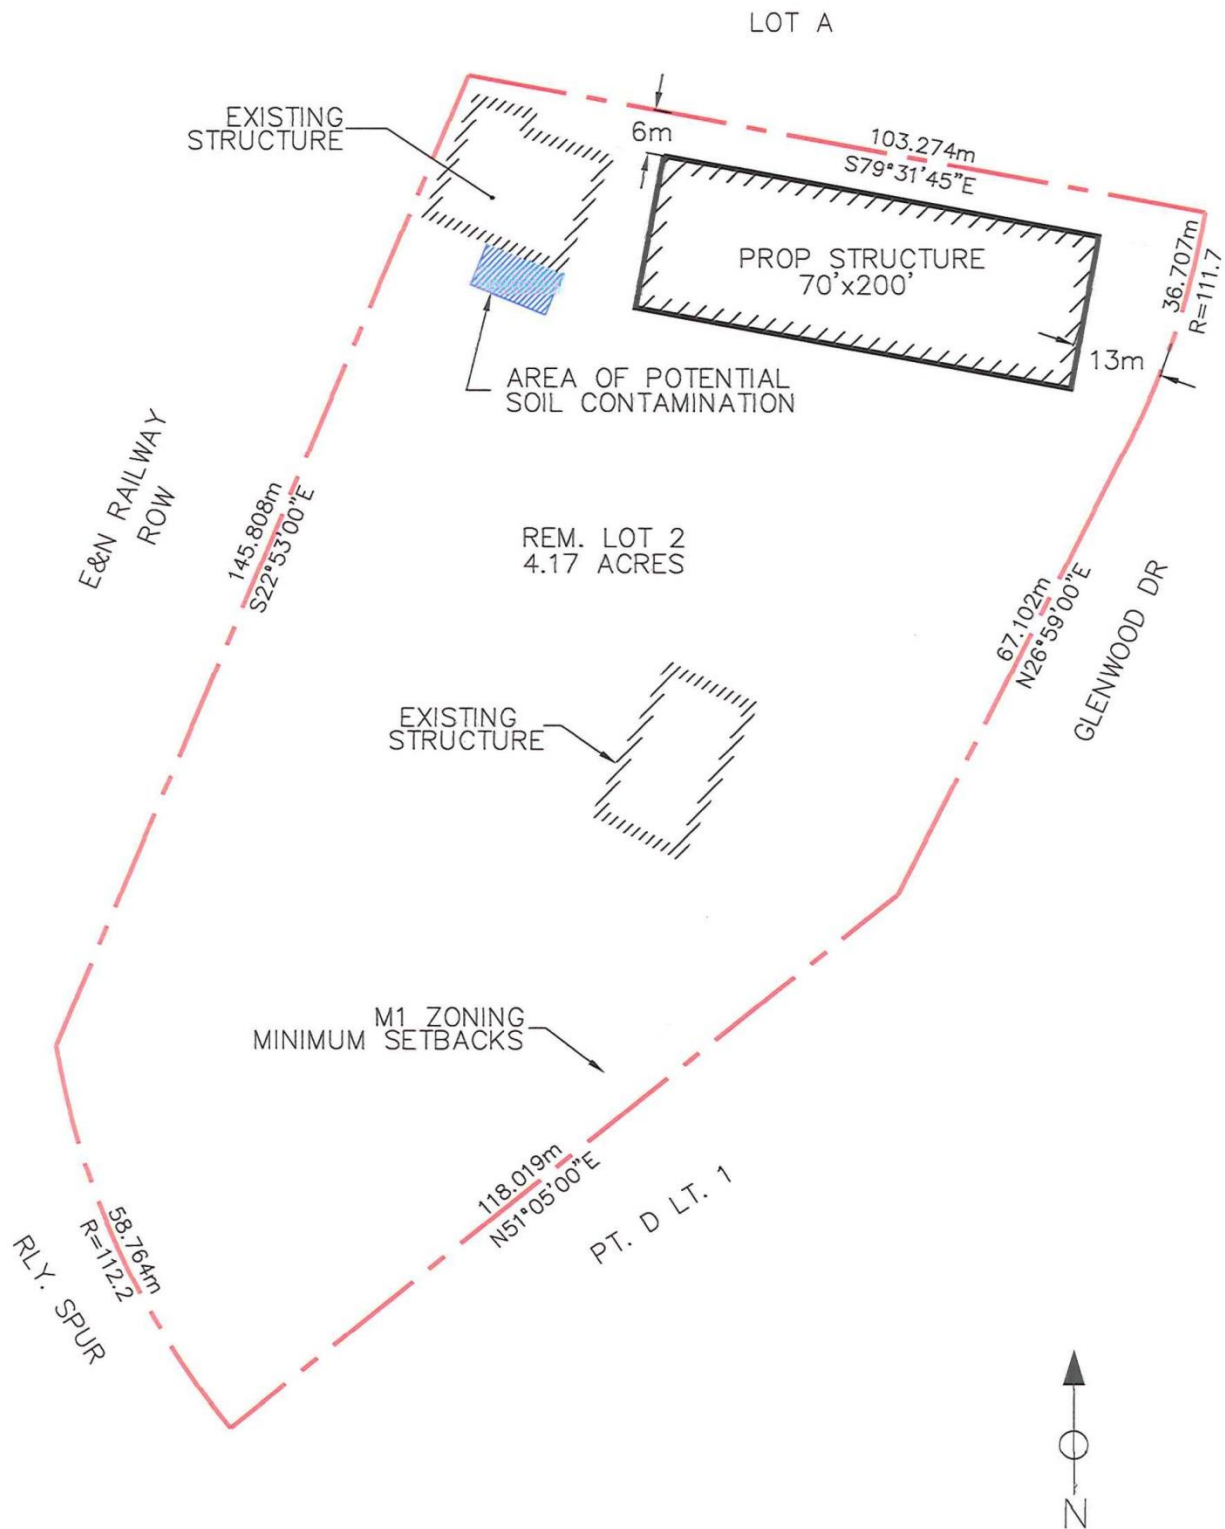 LOT A
EXISTING
STRUCTURE
6m
103.274m
S79°31'45"E
36.707m
R=111.7
PROP STRUCTURE
70'x200'
13m
AREA OF POTENTIAL
SOIL CONTAMINATION
E&N RAILWAY
ROW
145.808m
S22°53'00"E
REM. LOT 2
4.17 ACRES
67.102m
N26°59'00"E
GLENWOOD DR
EXISTING
STRUCTURE
M1 ZONING
MINIMUM SETBACKS
118.019m
N51°05'00"E
PT. D LT. 1
58.764m
R=112.2
RLY. SPUR
N